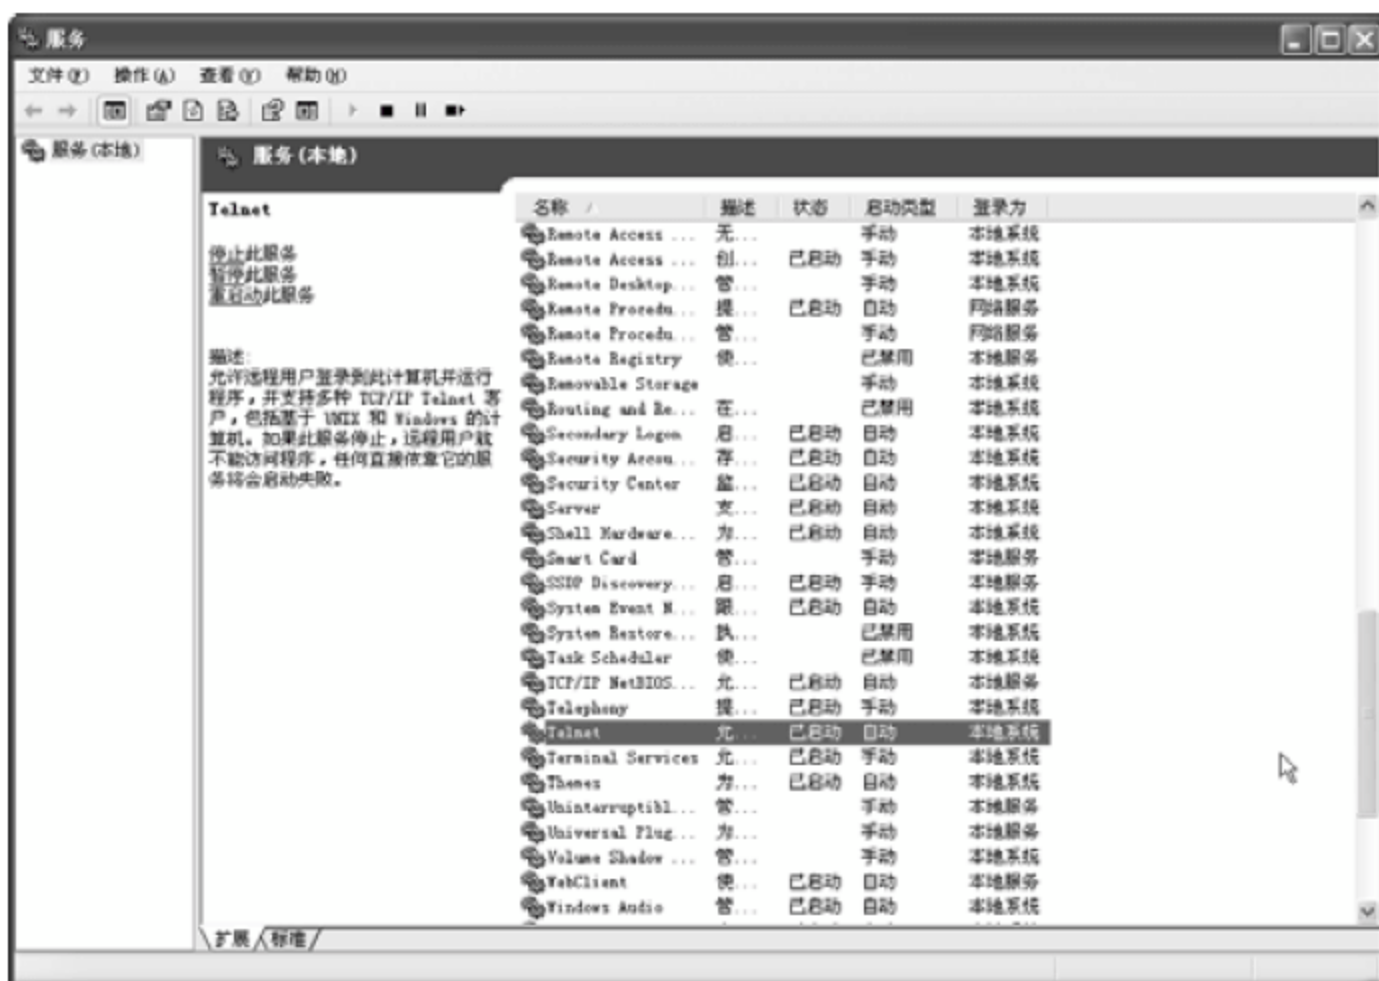 服务
文件(F) 操作(A) 查看(V) 帮助(H)
服务(本地)
服务(本地)
Telnet
停止此服务
暂停此服务
重启动此服务
描述:
允许远程用户登录到此计算机并运行
程序，并支持多种 TCP/IP Telnet 客
户，包括基于 UNIX 和 Windows 的计
算机。如果此服务停止，远程用户就
不能访问程序，任何直接依靠它的服
务将会启动失败。
名称 描述 状态 启动类型 登录为
Remote Access ... 无... 手动 本地系统
Remote Access ... 创... 已启动 手动 本地系统
Remote Desktop... 管... 手动 本地系统
Remote Procedu... 提... 已启动 自动 网络服务
Remote Procedu... 管... 手动 网络服务
Remote Registry 使... 已禁用 本地服务
Removable Storage 手动 本地系统
Routing and Re... 在... 已禁用 本地系统
Secondary Logon 启... 已启动 自动 本地系统
Security Accou... 存... 已启动 自动 本地系统
Security Center 监... 已启动 自动 本地系统
Server 支... 已启动 自动 本地系统
Shell Hardware... 为... 已启动 自动 本地系统
Smart Card 管... 手动 本地服务
SSDP Discovery... 启... 已启动 手动 本地服务
System Event N... 跟... 已启动 自动 本地系统
System Restore... 执... 已禁用 本地系统
Task Scheduler 使... 已禁用 本地系统
TCP/IP NetBIOS... 允... 已启动 自动 本地服务
Telephony 提... 已启动 手动 本地系统
Telnet 允... 已启动 自动 本地系统
Terminal Services 允... 已启动 手动 本地系统
Themes 为... 已启动 自动 本地系统
Uninterruptibl... 管... 手动 本地服务
Universal Plug... 为... 手动 本地服务
Volume Shadow ... 管... 手动 本地系统
WebClient 使... 已启动 自动 本地服务
Windows Audio 管... 已启动 自动 本地系统
扩展 标准